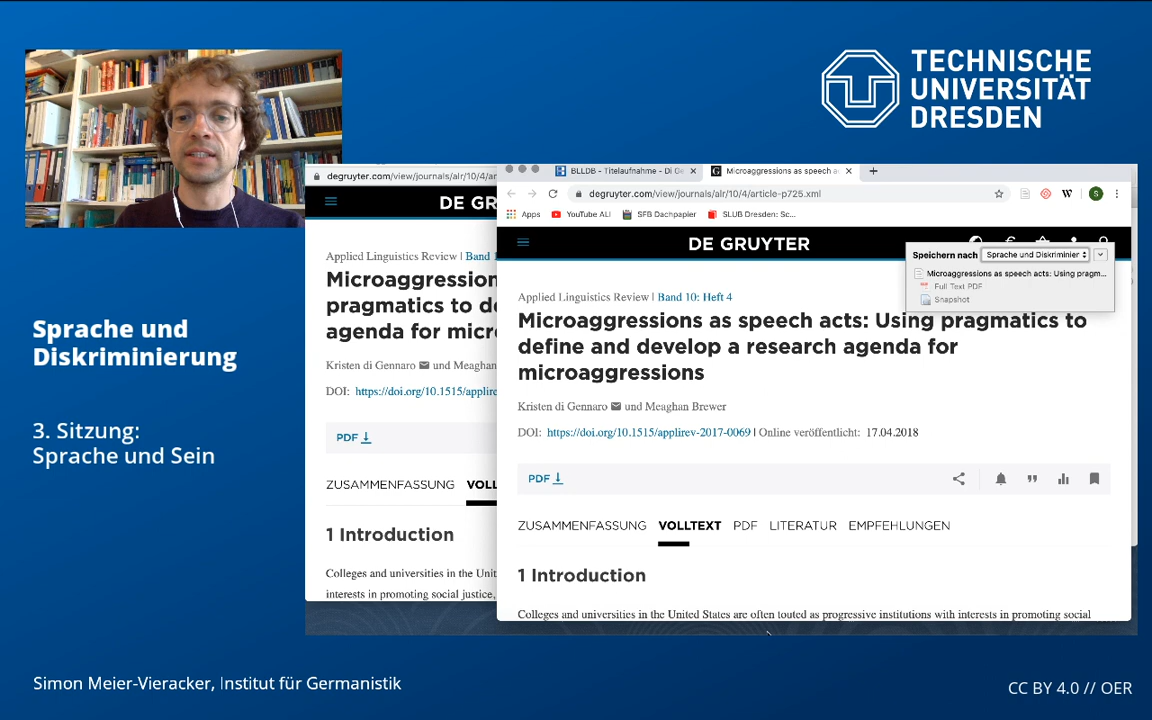 TECHNISCHE
UNIVERSITÄT
DRESDEN
Sprache und
Diskriminierung
3. Sitzung:
Sprache und Sein
degruyter.com/view/journals/alr/10/4/ar
DE GR
Applied Linguistics Review | Band 1
Microaggression
pragmatics to de
agenda for micr
Kristen di Gennaro und Meaghan
DOI: https://doi.org/10.1515/applire
PDF
ZUSAMMENFASSUNG VOLL
1 Introduction
Colleges and universities in the Unit
interests in promoting social justice,
BLLDB - Titelaufnahme - Di Ge
Microaggressions as speech a
degruyter.com/view/journals/alr/10/4/article-p725.xml
Apps YouTube ALI SFB Dachpapier SLUB Dresden: Sc...
DE GRUYTER
Speichern nach Sprache und Diskriminier
Microaggressions as speech acts: Using pragm...
Full Text PDF
Snapshot
Applied Linguistics Review | Band 10: Heft 4
Microaggressions as speech acts: Using pragmatics to
define and develop a research agenda for
microaggressions
Kristen di Gennaro und Meaghan Brewer
DOI: https://doi.org/10.1515/applirev-2017-0069 | Online veröffentlicht: 17.04.2018
PDF
ZUSAMMENFASSUNG VOLLTEXT PDF LITERATUR EMPFEHLUNGEN
1 Introduction
Colleges and universities in the United States are often touted as progressive institutions with interests in promoting social
Simon Meier-Vieracker, Institut für Germanistik
CC BY 4.0 // OER